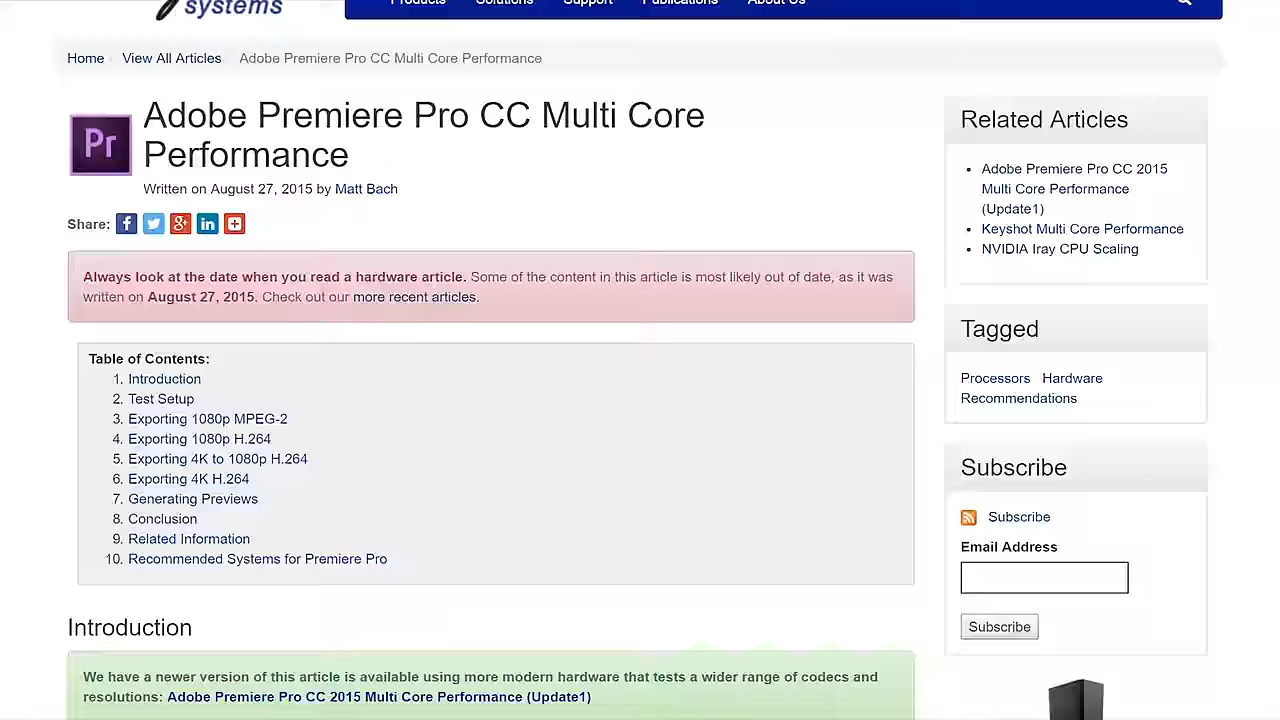 systems
Products Solutions Support Publications About Us
Home View All Articles Adobe Premiere Pro CC Multi Core Performance
Pr
Adobe Premiere Pro CC Multi Core
Performance
Written on August 27, 2015 by Matt Bach
Share:
Always look at the date when you read a hardware article. Some of the content in this article is most likely out of date, as it was
written on August 27, 2015. Check out our more recent articles.
Table of Contents:
1. Introduction
2. Test Setup
3. Exporting 1080p MPEG-2
4. Exporting 1080p H.264
5. Exporting 4K to 1080p H.264
6. Exporting 4K H.264
7. Generating Previews
8. Conclusion
9. Related Information
10. Recommended Systems for Premiere Pro
Introduction
We have a newer version of this article is available using more modern hardware that tests a wider range of codecs and
resolutions: Adobe Premiere Pro CC 2015 Multi Core Performance (Update1)
Related Articles
• Adobe Premiere Pro CC 2015
Multi Core Performance
(Update1)
• Keyshot Multi Core Performance
• NVIDIA Iray CPU Scaling
Tagged
Processors Hardware
Recommendations
Subscribe
Subscribe
Email Address
Subscribe